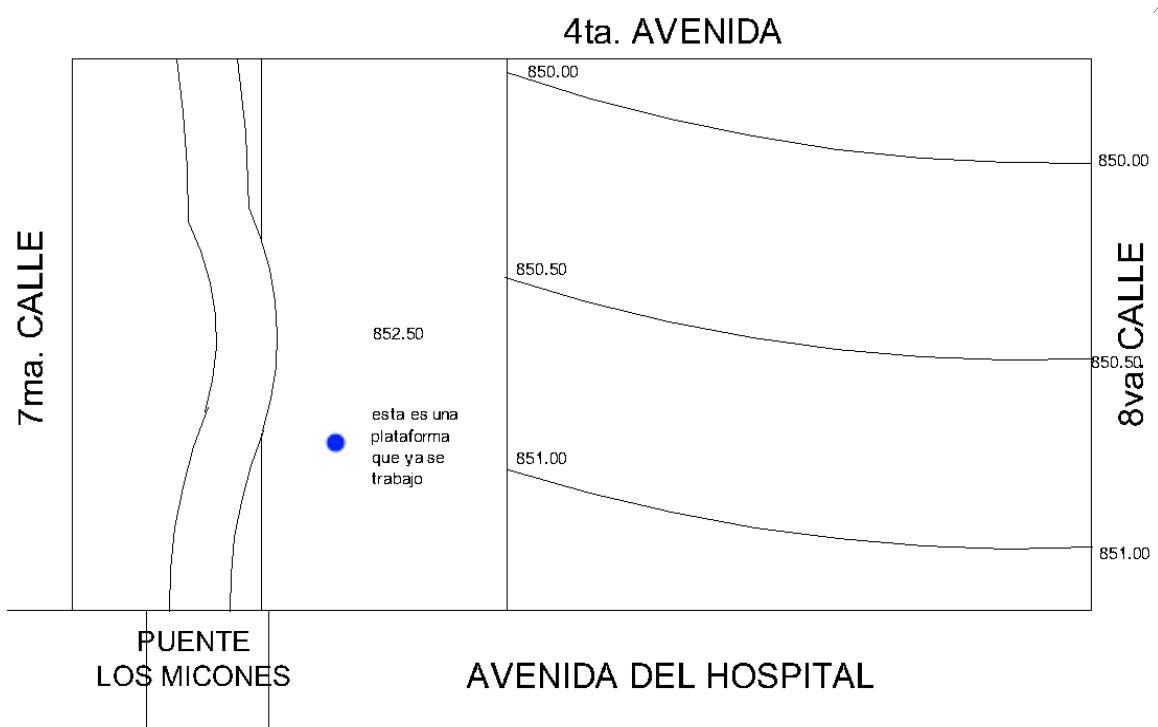 4ta. AVENIDA
850.00
850.00
7ma. CALLE
850.50
852.50
8va. CALLE
850.50
esta es una
plataforma
que ya se
trabajo
851.00
851.00
PUENTE
LOS MICONES
AVENIDA DEL HOSPITAL